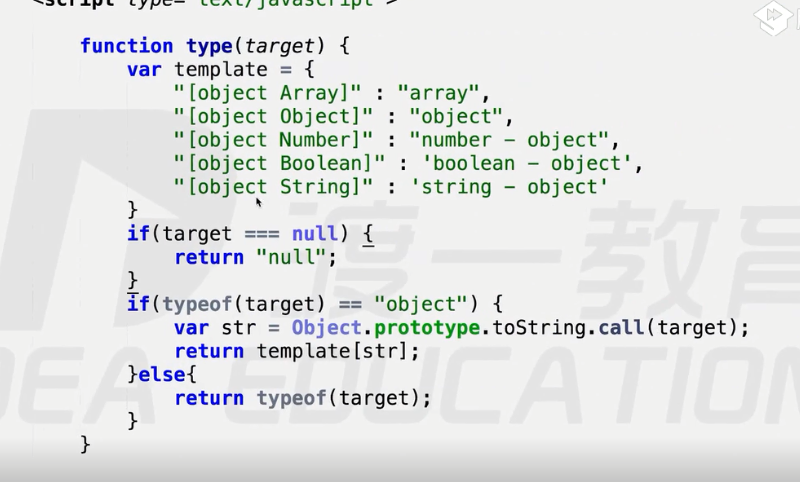 <script type="text/javascript">
function type(target) {
var template = {
"[object Array]" : "array",
"[object Object]" : "object",
"[object Number]" : "number - object",
"[object Boolean]" : 'boolean - object',
"[object String]" : 'string - object'
}
if(target === null) {
return "null";
}
if(typeof(target) == "object") {
var str = Object.prototype.toString.call(target);
return template[str];
}else{
return typeof(target);
}
}
渡一教育
DEA EDUCATION